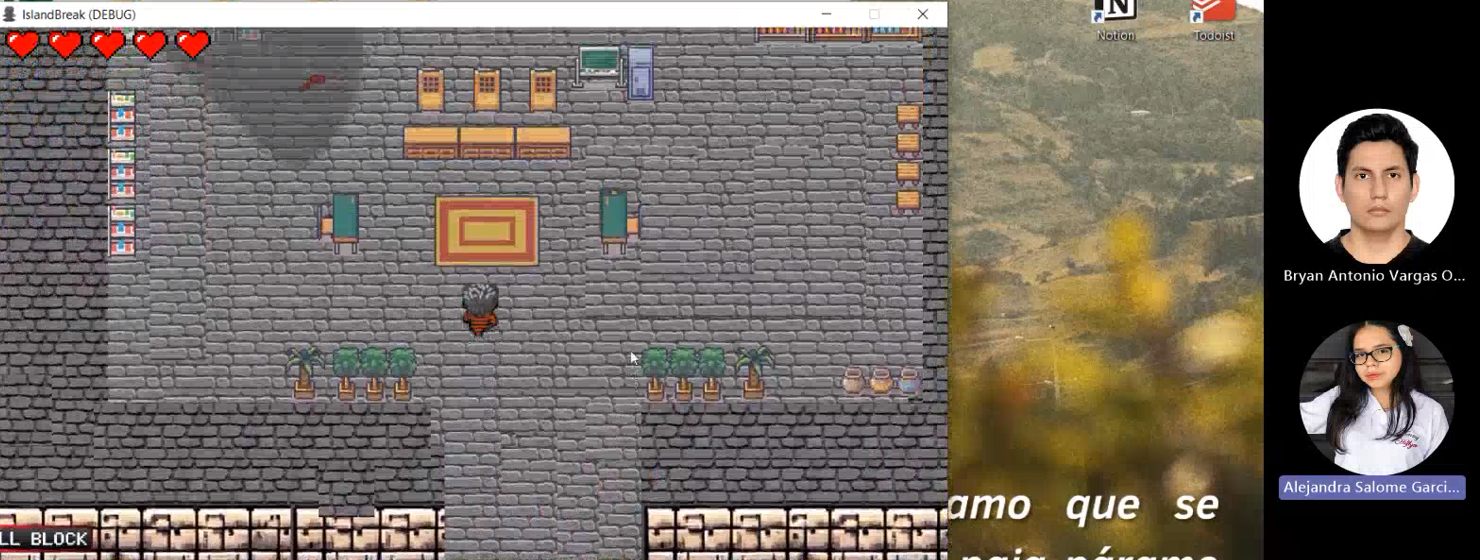 IslandBreak (DEBUG)
Notion
Todoist
Bryan Antonio Vargas O...
Alejandra Salome Garci...
amo que se
LL BLOCK